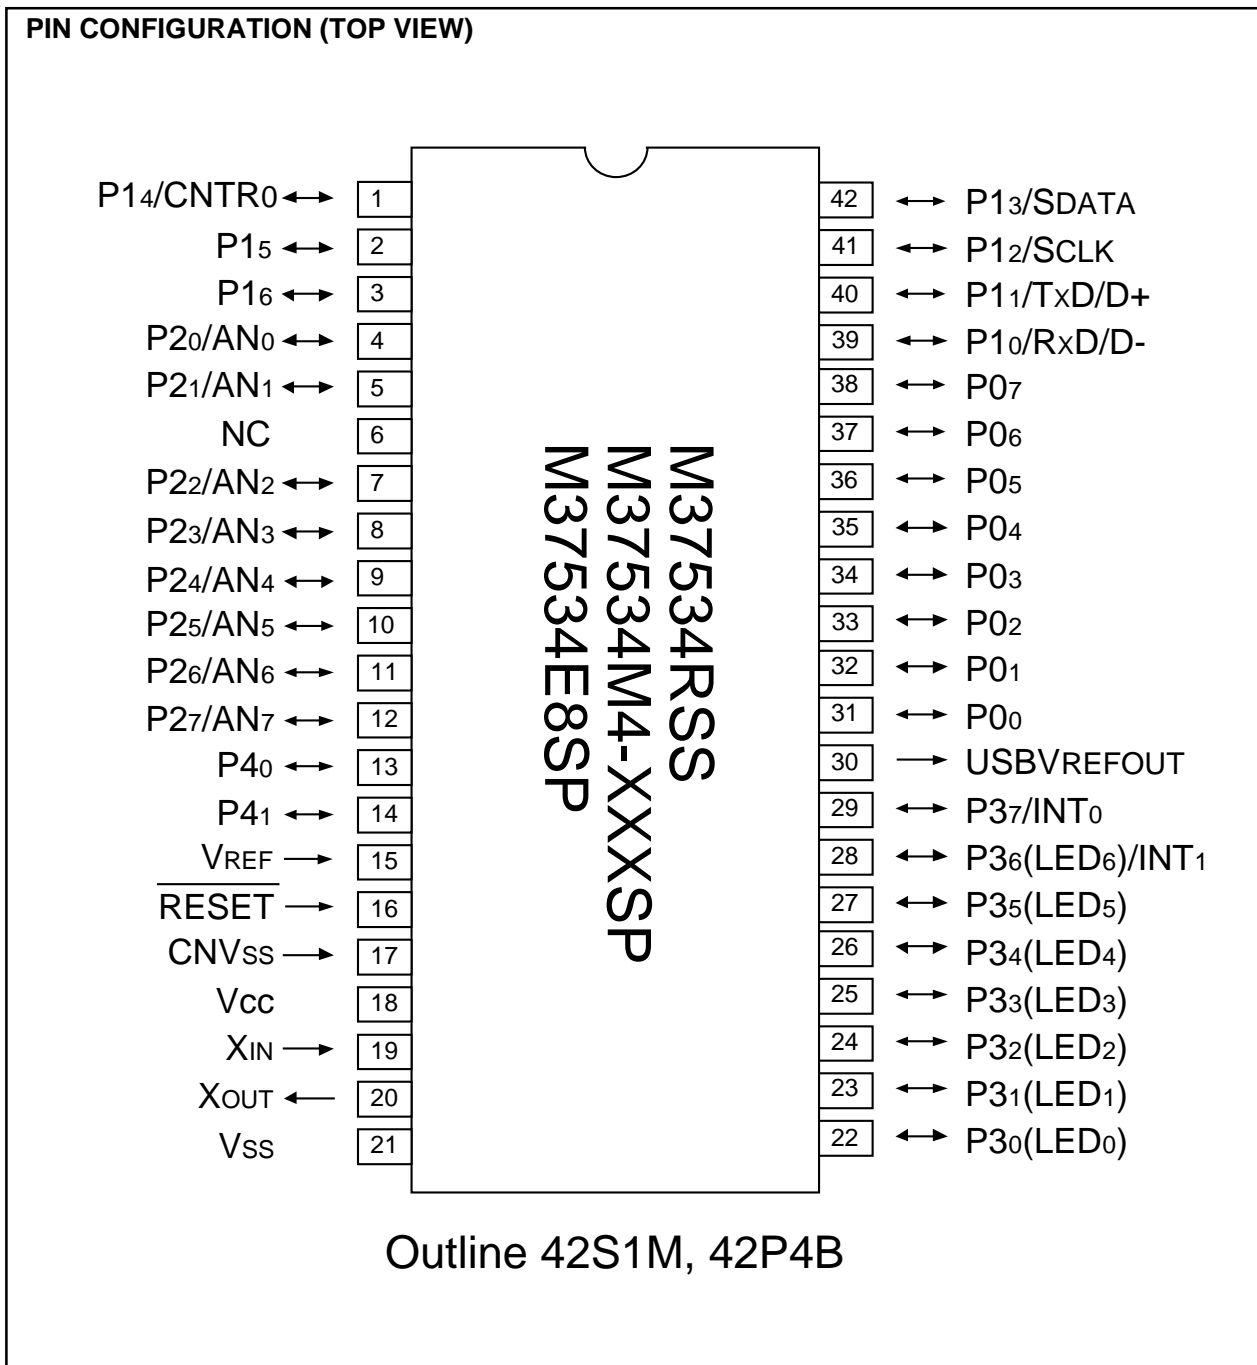 PIN CONFIGURATION (TOP VIEW)
P14/CNTR0 1
P15 2
P16 3
P20/AN0 4
P21/AN1 5
NC 6
P22/AN2 7
P23/AN3 8
P24/AN4 9
P25/AN5 10
P26/AN6 11
P27/AN7 12
P40 13
P41 14
VREF 15
RESET 16
CNVSS 17
Vcc 18
XIN 19
XOUT 20
VSS 21
M37534RSS
M37534M4-XXXSP
M37534E8SP
42 P13/SDATA
41 P12/SCLK
40 P11/TxD/D+
39 P10/RxD/D-
38 P07
37 P06
36 P05
35 P04
34 P03
33 P02
32 P01
31 P00
30 USBVREFOUT
29 P37/INT0
28 P36(LED6)/INT1
27 P35(LED5)
26 P34(LED4)
25 P33(LED3)
24 P32(LED2)
23 P31(LED1)
22 P30(LED0)
Outline 42S1M, 42P4B